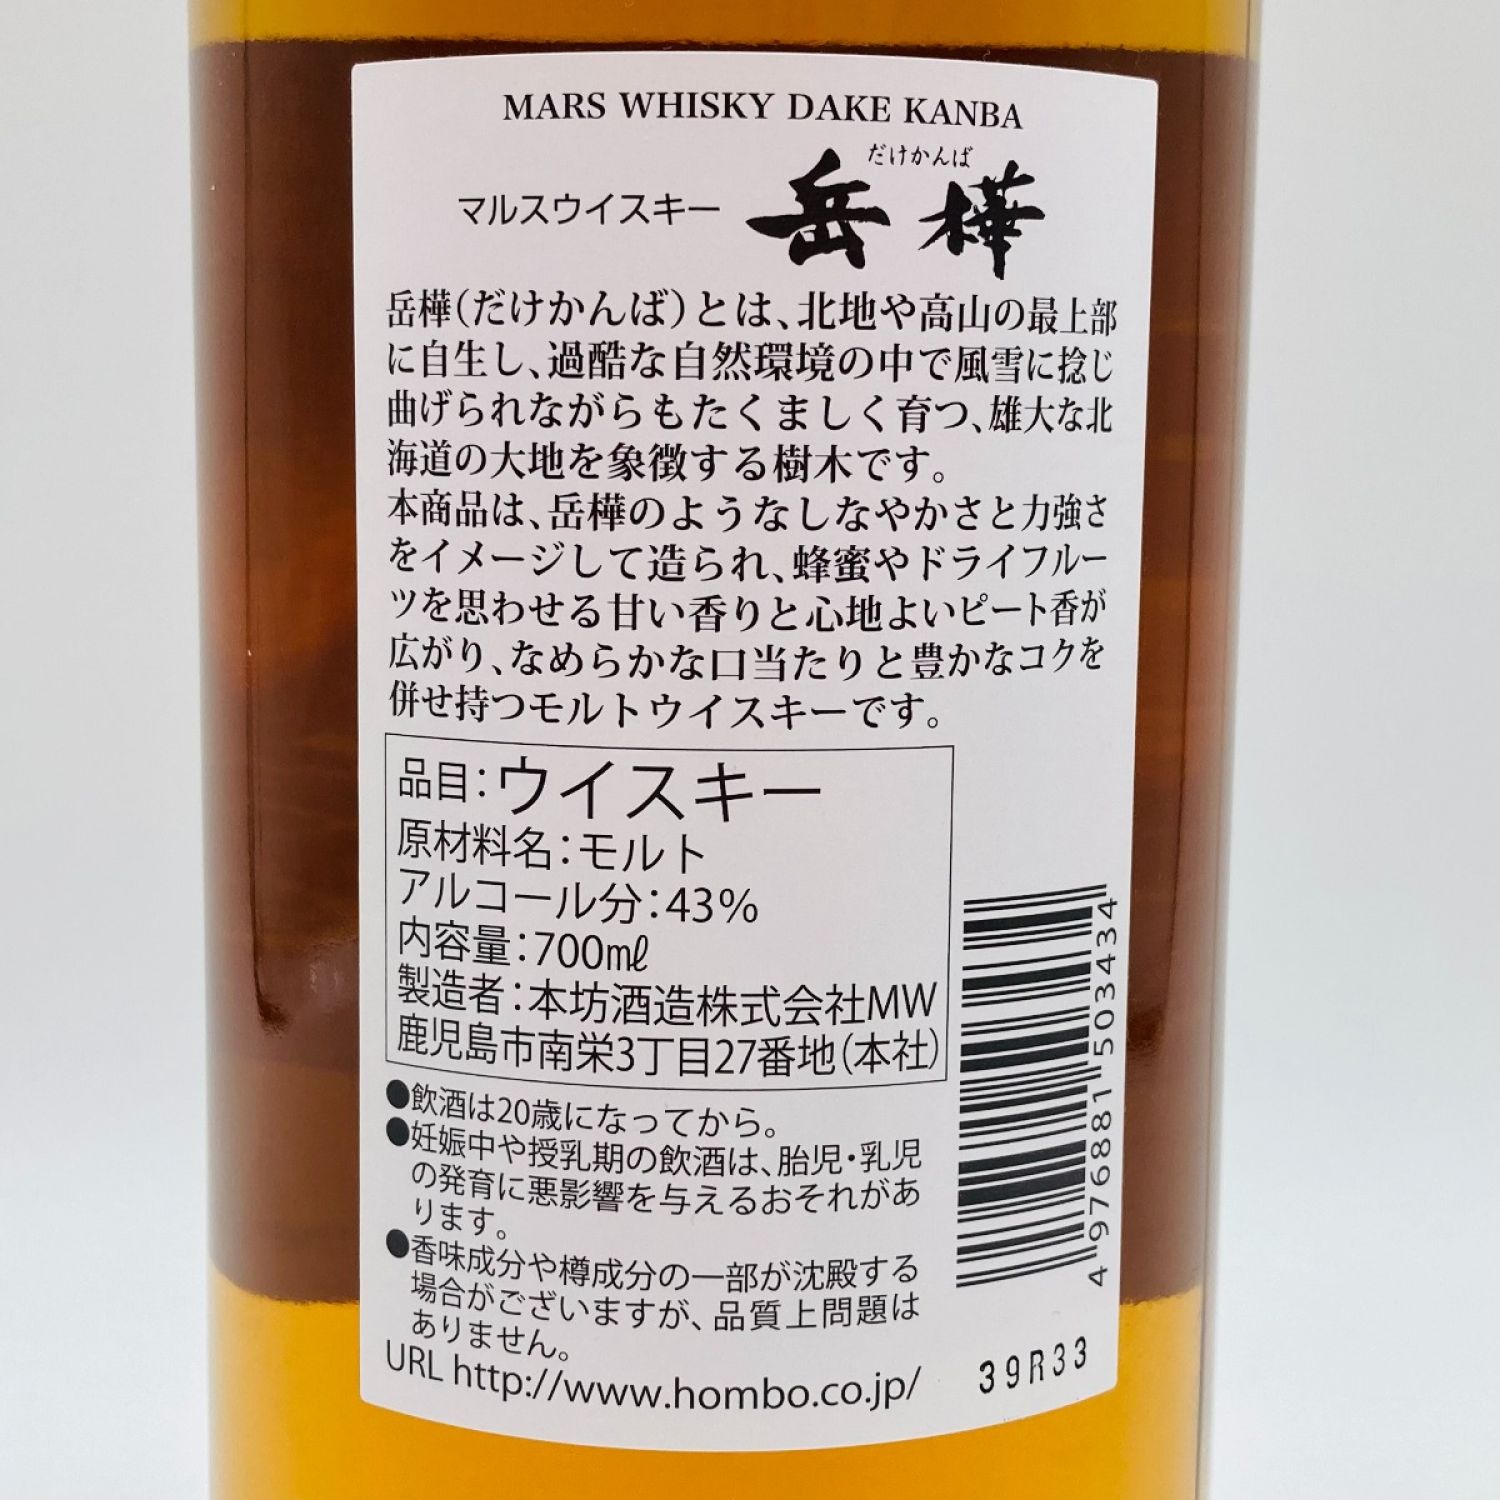 MARS WHISKY DAKE KANBA
だけかんば
マルスウイスキー 岳樺
岳樺(だけかんば)とは、北地や高山の最上部
に自生し、過酷な自然環境の中で風雪に捻じ
曲げられながらもたくましく育つ、雄大な北
海道の大地を象徴する樹木です。
本商品は、岳樺のようなしなやかさと力強さ
をイメージして造られ、蜂蜜やドライフルー
ツを思わせる甘い香りと心地よいピート香が
広がり、なめらかな口当たりと豊かなコクを
併せ持つモルトウイスキーです。
品目:ウイスキー
原材料名:モルト
アルコール分:43%
内容量:700㎖
製造者:本坊酒造株式会社MW
鹿児島市南栄3丁目27番地(本社)
●飲酒は20歳になってから。
●妊娠中や授乳期の飲酒は、胎児・乳児
の発育に悪影響を与えるおそれがあ
ります。
●香味成分や樽成分の一部が沈殿する
場合がございますが、品質上問題は
ありません。
URL http://www.hombo.co.jp/
4976881503434
39R33